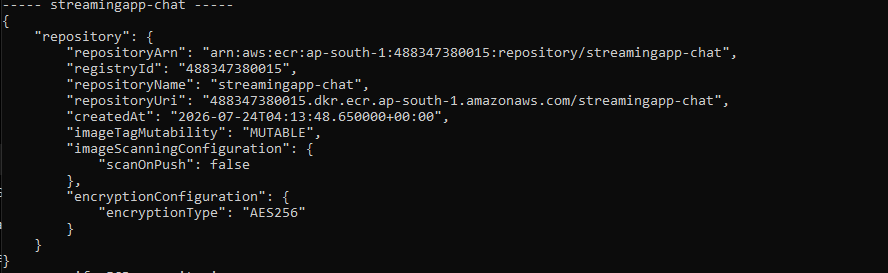 ----- streamingapp-chat -----
{
    "repository": {
        "repositoryArn": "arn:aws:ecr:ap-south-1:488347380015:repository/streamingapp-chat",
        "registryId": "488347380015",
        "repositoryName": "streamingapp-chat",
        "repositoryUri": "488347380015.dkr.ecr.ap-south-1.amazonaws.com/streamingapp-chat",
        "createdAt": "2026-07-24T04:13:48.650000+00:00",
        "imageTagMutability": "MUTABLE",
        "imageScanningConfiguration": {
            "scanOnPush": false
        },
        "encryptionConfiguration": {
            "encryptionType": "AES256"
        }
    }
}